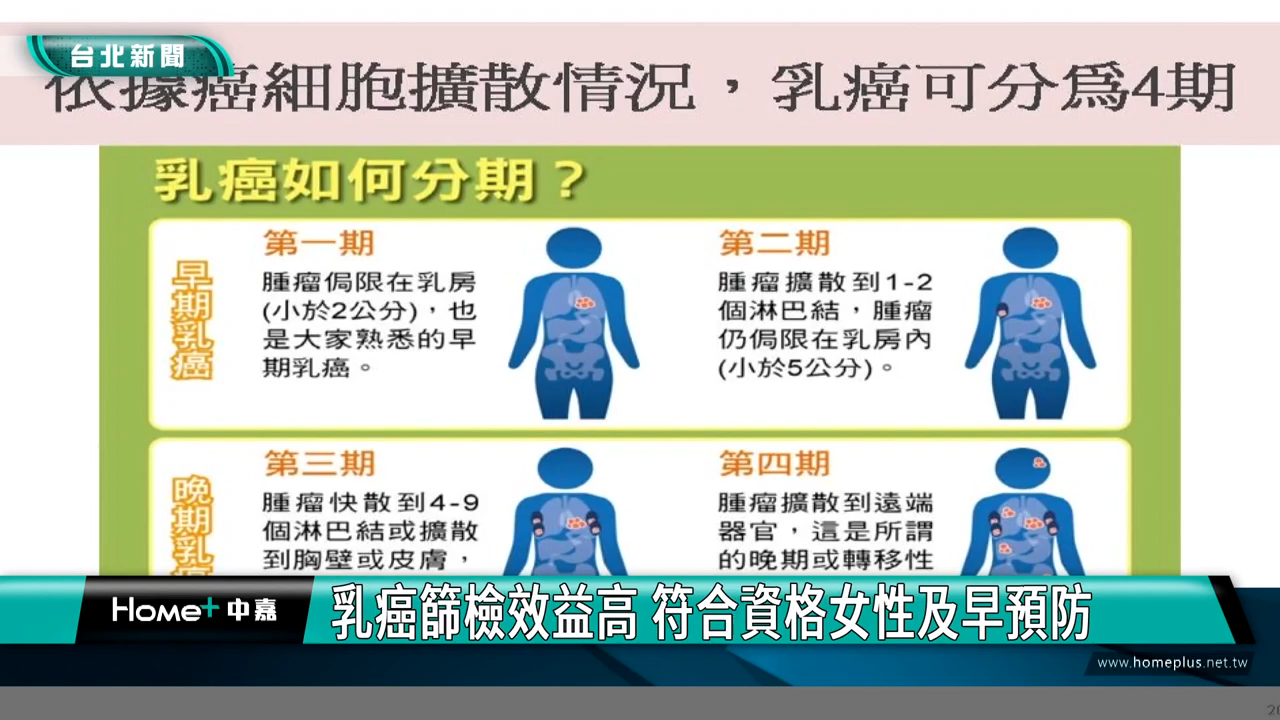 台北新聞
依據癌細胞擴散情況，乳癌可分為4期
乳癌如何分期？
早期乳癌
第一期
腫瘤侷限在乳房
(小於2公分)，也
是大家熟悉的早
期乳癌。
第二期
腫瘤擴散到1-2
個淋巴結，腫瘤
仍侷限在乳房內
(小於5公分)。
晚期乳
第三期
腫瘤快散到4-9
個淋巴結或擴散
到胸壁或皮膚，
第四期
腫瘤擴散到遠端
器官，這是所謂
的晚期或轉移性
Home+中嘉
乳癌篩檢效益高 符合資格女性及早預防
www.homeplus.net.tw